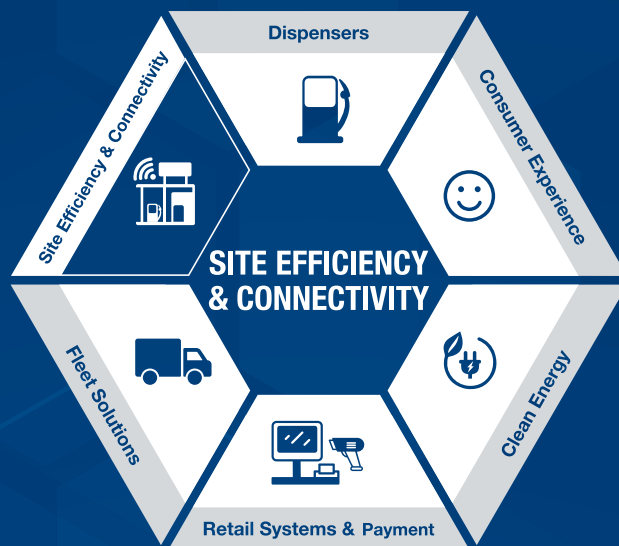 Dispensers
Site Efficiency & Connectivity
Consumer Experience
SITE EFFICIENCY
& CONNECTIVITY
Fleet Solutions
Clean Energy
Retail Systems & Payment